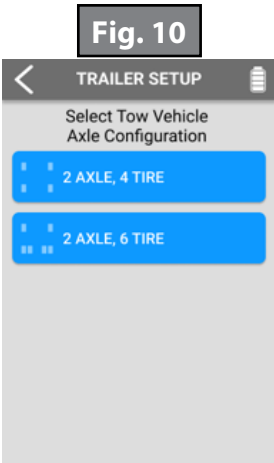 Fig. 10
TRAILER SETUP
Select Tow Vehicle
Axle Configuration
2 AXLE, 4 TIRE
2 AXLE, 6 TIRE